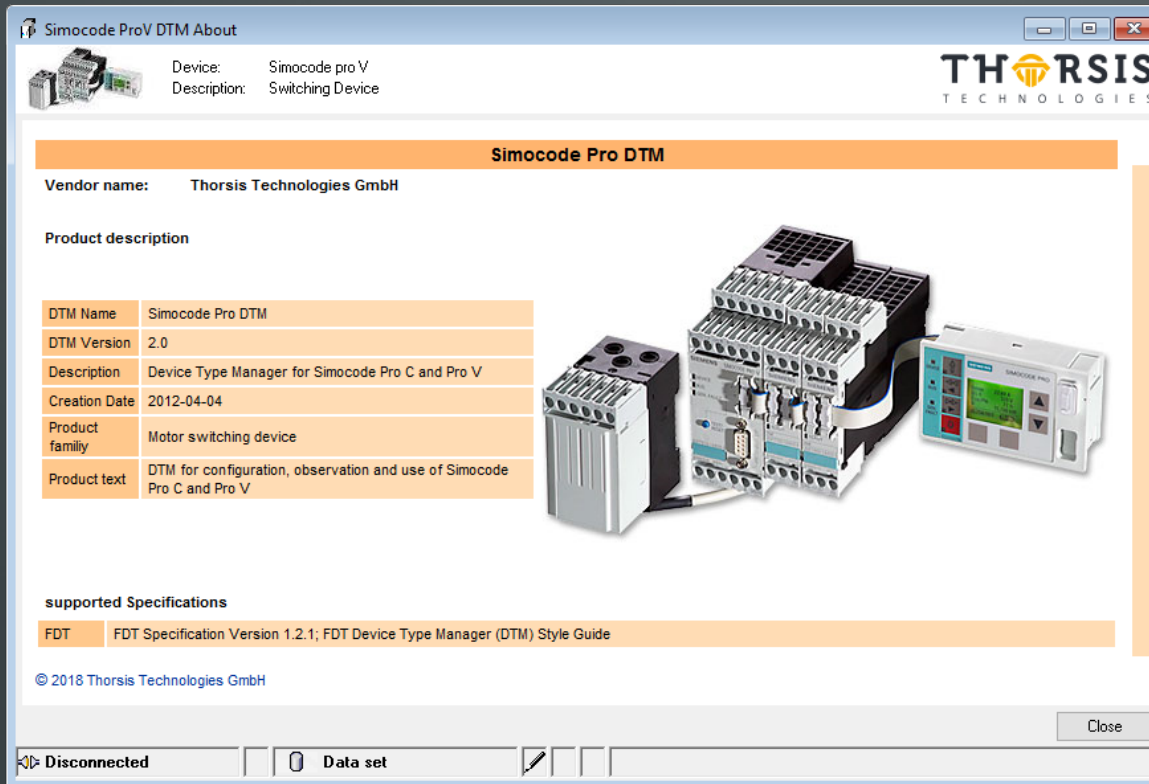 Simocode ProV DTM About
Device: Simocode pro V
Description: Switching Device
THORSIS
TECHNOLOGIES
Simocode Pro DTM
Vendor name: Thorsis Technologies GmbH
Product description
DTM Name Simocode Pro DTM
DTM Version 2.0
Description Device Type Manager for Simocode Pro C and Pro V
Creation Date 2012-04-04
Product
familiy
Motor switching device
Product text
DTM for configuration, observation and use of Simocode
Pro C and Pro V
SIEMENS
SIEMENS
SIMOCODE PRO
supported Specifications
FDT FDT Specification Version 1.2.1; FDT Device Type Manager (DTM) Style Guide
© 2018 Thorsis Technologies GmbH
Close
Disconnected
Data set